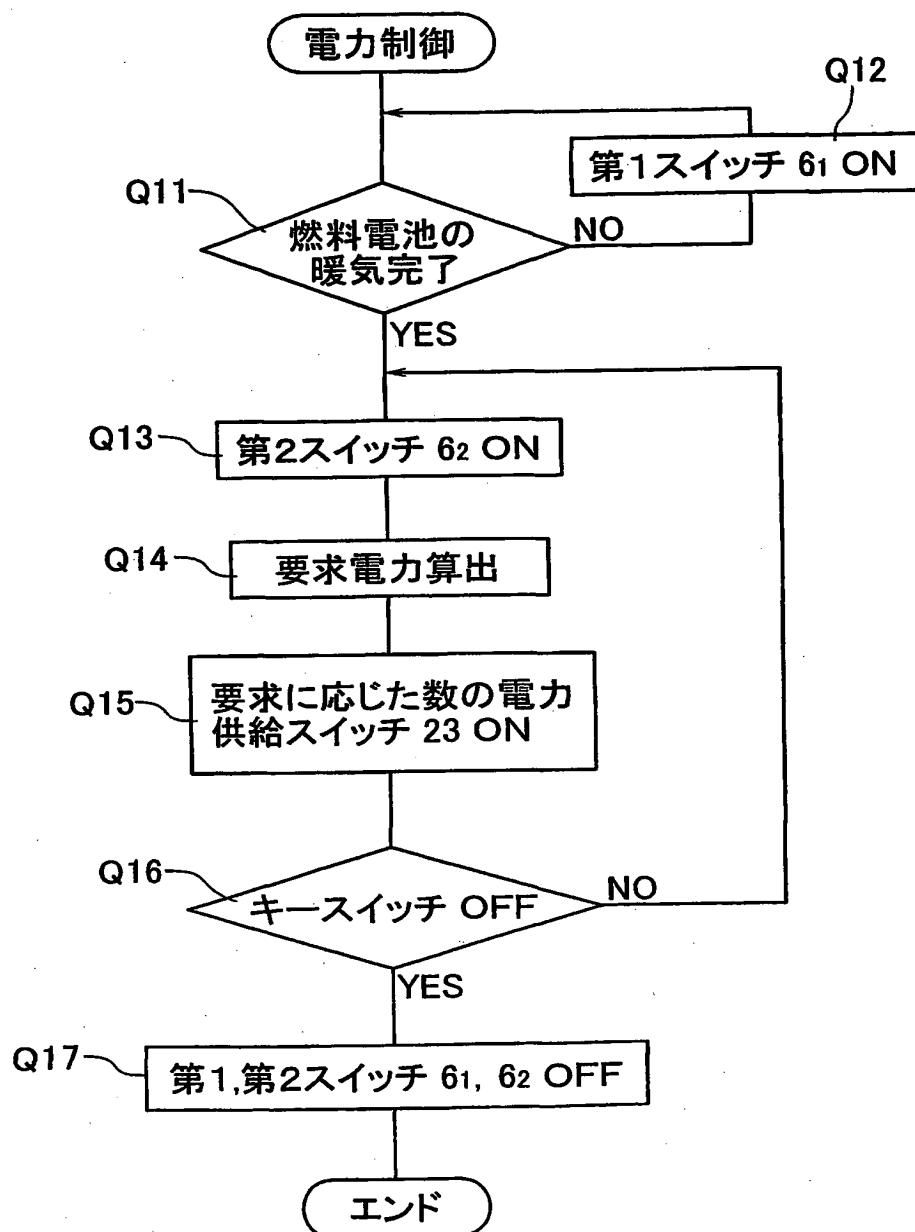 電力制御
Q12
第1スイッチ 6₁ ON
Q11
燃料電池の
暖気完了
NO
YES
Q13
第2スイッチ 6₂ ON
Q14
要求電力算出
Q15
要求に応じた数の電力
供給スイッチ 23 ON
Q16
キースイッチ OFF
NO
YES
Q17
第1,第2スイッチ 6₁, 6₂ OFF
エンド